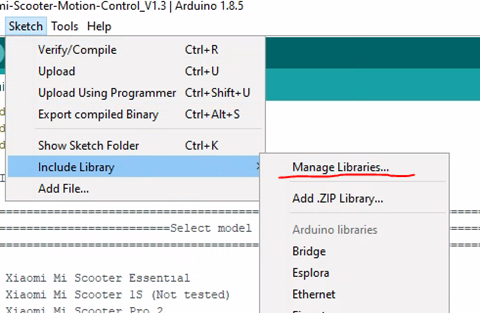 mi-Scooter-Motion-Control_V1.3 | Arduino 1.8.5
Sketch Tools Help
Verify/Compile Ctrl+R
Upload Ctrl+U
Upload Using Programmer Ctrl+Shift+U
Export compiled Binary Ctrl+Alt+S
Show Sketch Folder Ctrl+K
Include Library
Add File...
Manage Libraries...
Add .ZIP Library...
Arduino libraries
Bridge
Esplora
Ethernet
========================Select model
Xiaomi Mi Scooter Essential
Xiaomi Mi Scooter 1S (Not tested)
Xiaomi Mi Scooter Pro 2